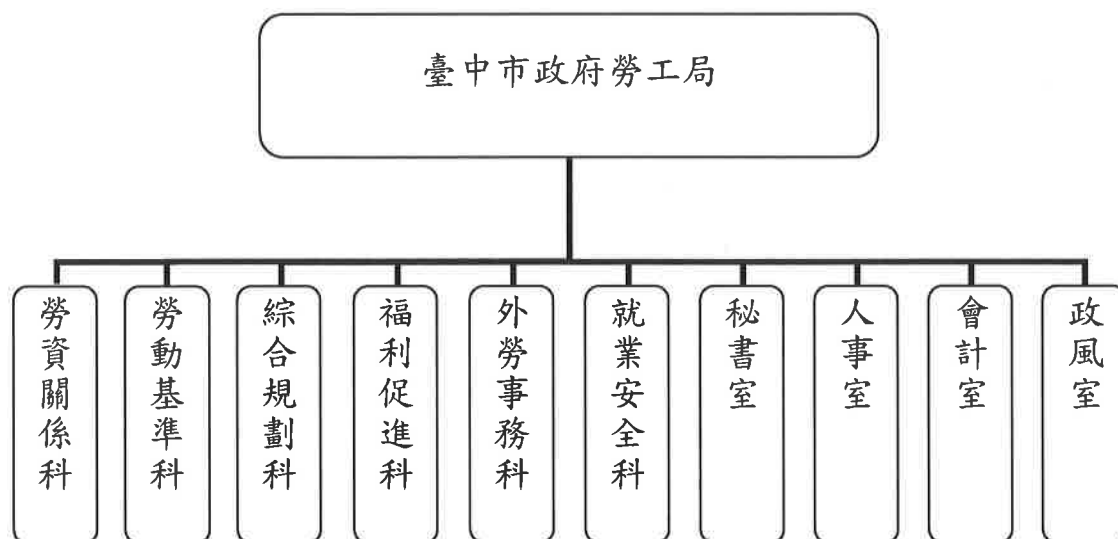 臺中市政府勞工局
勞資關係科
勞動基準科
綜合規劃科
福利促進科
外勞事務科
就業安全科
秘書室
人事室
會計室
政風室